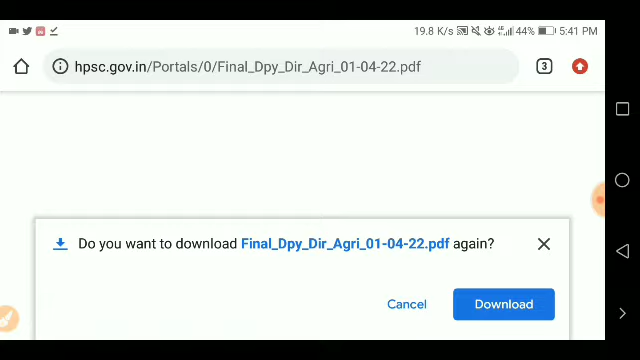 19.8 K/s 44% 5:41 PM
hpsc.gov.in/Portals/0/Final_Dpy_Dir_Agri_01-04-22.pdf 3
Do you want to download Final_Dpy_Dir_Agri_01-04-22.pdf again?
Cancel Download